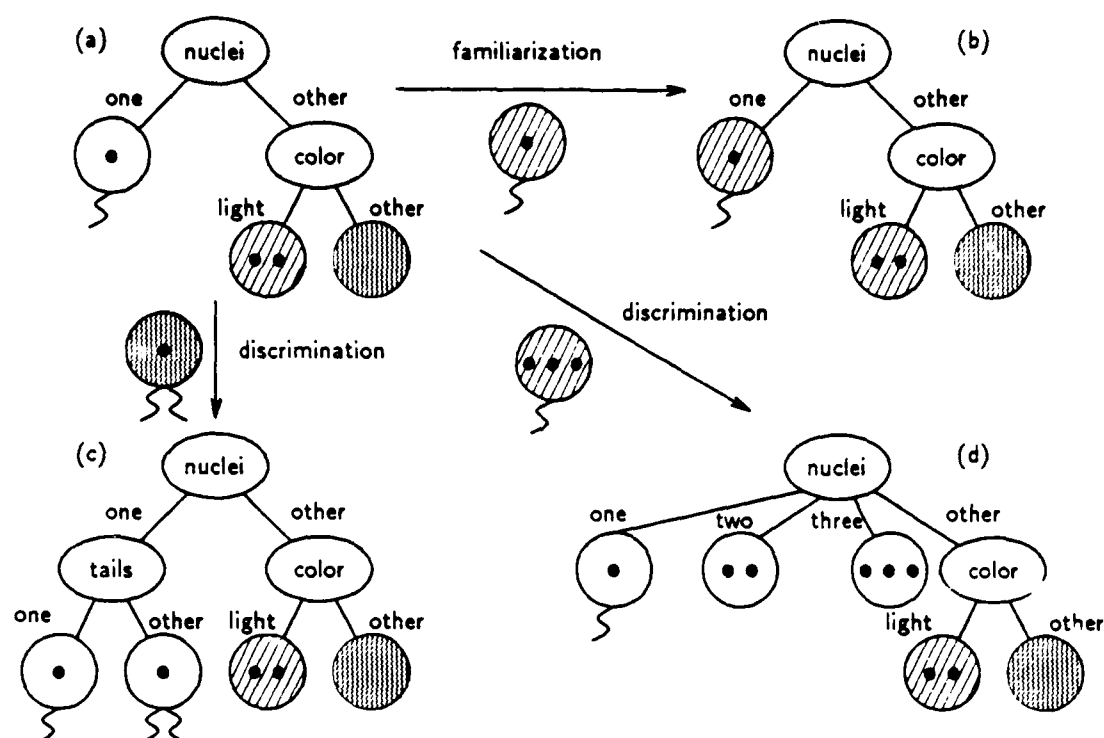 (a)
nuclei
familiarization
nuclei
(b)
one
other
one
other
color
color
light
other
light
other
discrimination
discrimination
(c)
nuclei
nuclei
(d)
one
other
one
two
three
other
tails
color
color
one
other
light
other
light
other